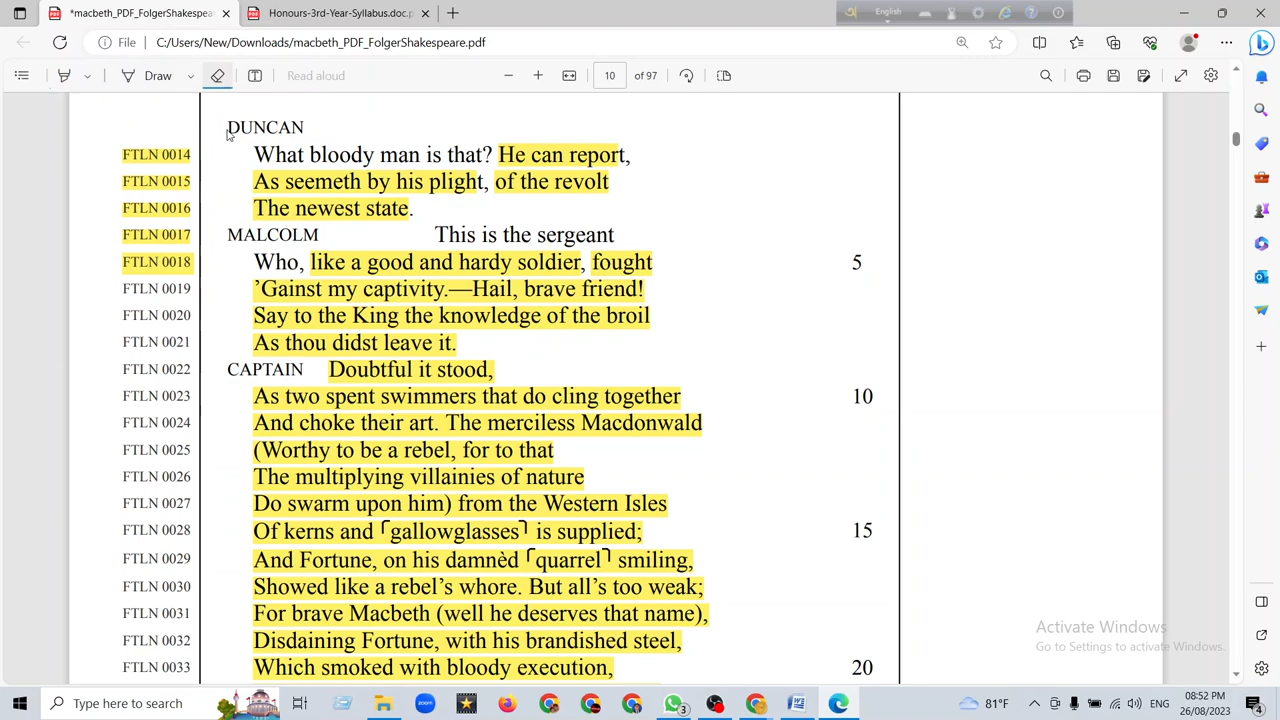 *macbeth_PDF_FolgerShakespeare. Honours-3rd-Year-Syllabus.doc.p English
File C:/Users/New/Downloads/macbeth_PDF_FolgerShakespeare.pdf
Draw Read aloud 10 of 97
DUNCAN
FTLN 0014 What bloody man is that? He can report,
FTLN 0015 As seemeth by his plight, of the revolt
FTLN 0016 The newest state.
FTLN 0017 MALCOLM This is the sergeant
FTLN 0018 Who, like a good and hardy soldier, fought 5
FTLN 0019 ’Gainst my captivity.—Hail, brave friend!
FTLN 0020 Say to the King the knowledge of the broil
FTLN 0021 As thou didst leave it.
FTLN 0022 CAPTAIN Doubtful it stood,
FTLN 0023 As two spent swimmers that do cling together 10
FTLN 0024 And choke their art. The merciless Macdonwald
FTLN 0025 (Worthy to be a rebel, for to that
FTLN 0026 The multiplying villainies of nature
FTLN 0027 Do swarm upon him) from the Western Isles
FTLN 0028 Of kerns and ⌜gallowglasses⌝ is supplied; 15
FTLN 0029 And Fortune, on his damnèd ⌜quarrel⌝ smiling,
FTLN 0030 Showed like a rebel’s whore. But all’s too weak;
FTLN 0031 For brave Macbeth (well he deserves that name),
FTLN 0032 Disdaining Fortune, with his brandished steel,
FTLN 0033 Which smoked with bloody execution, 20
Activate Windows
Go to Settings to activate Windows.
Type here to search zoom 3 81°F ENG 08:52 PM
26/08/2023 4